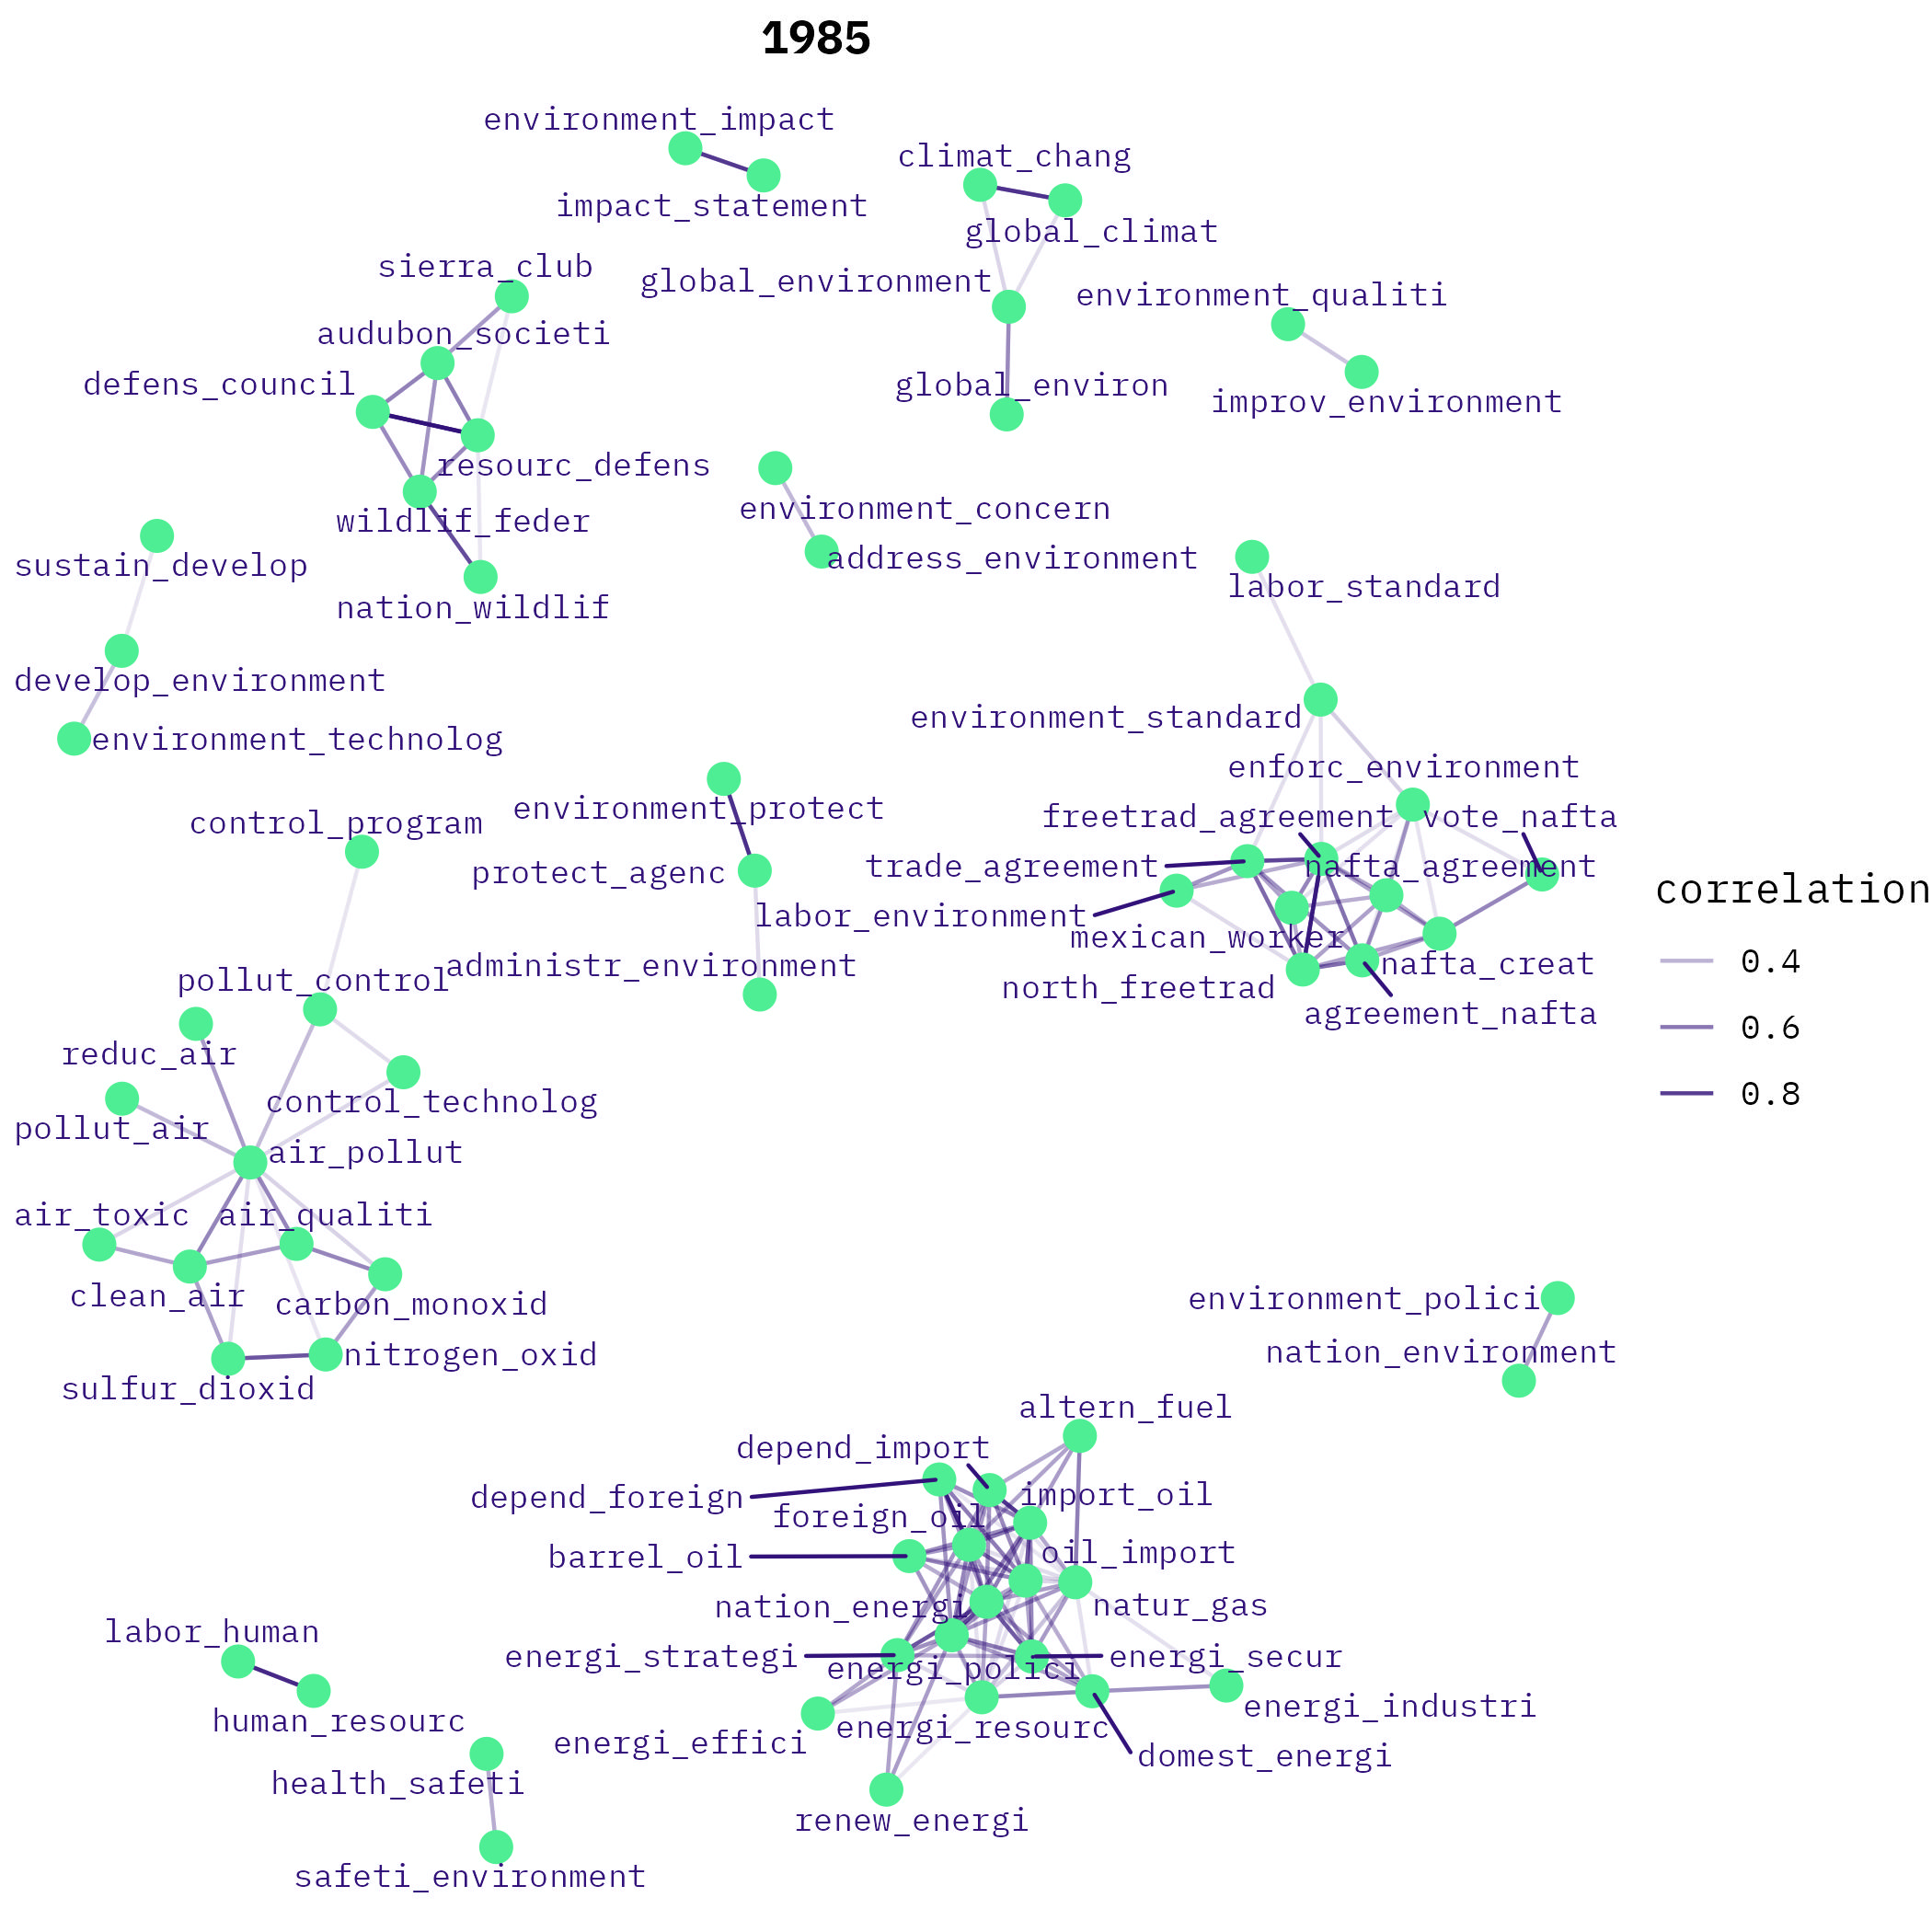 1985
environment_impact
climat_chang
impact_statement
global_climat
sierra_club
global_environment
environment_qualiti
audubon_societi
defens_council
global_environ
improv_environment
resourc_defens
environment_concern
wildlif_feder
address_environment
sustain_develop
labor_standard
nation_wildlif
develop_environment
environment_standard
environment_technolog
enforc_environment
environment_protect
control_program
freetrad_agreement
vote_nafta
protect_agenc
trade_agreement
nafta_agreement
correlation
labor_environment
mexican_worker
administr_environment
nafta_creat
0.4
pollut_control
north_freetrad
agreement_nafta
0.6
reduc_air
control_technolog
0.8
pollut_air
air_pollut
air_toxic
air_qualiti
clean_air
carbon_monoxid
environment_polici
nitrogen_oxid
nation_environment
sulfur_dioxid
altern_fuel
depend_import
depend_foreign
import_oil
foreign_oil
barrel_oil
oil_import
nation_energi
natur_gas
labor_human
energi_strategi
energi_polici
energi_secur
human_resourc
energi_effici
energi_resourc
energi_industri
domest_energi
health_safeti
renew_energi
safeti_environment